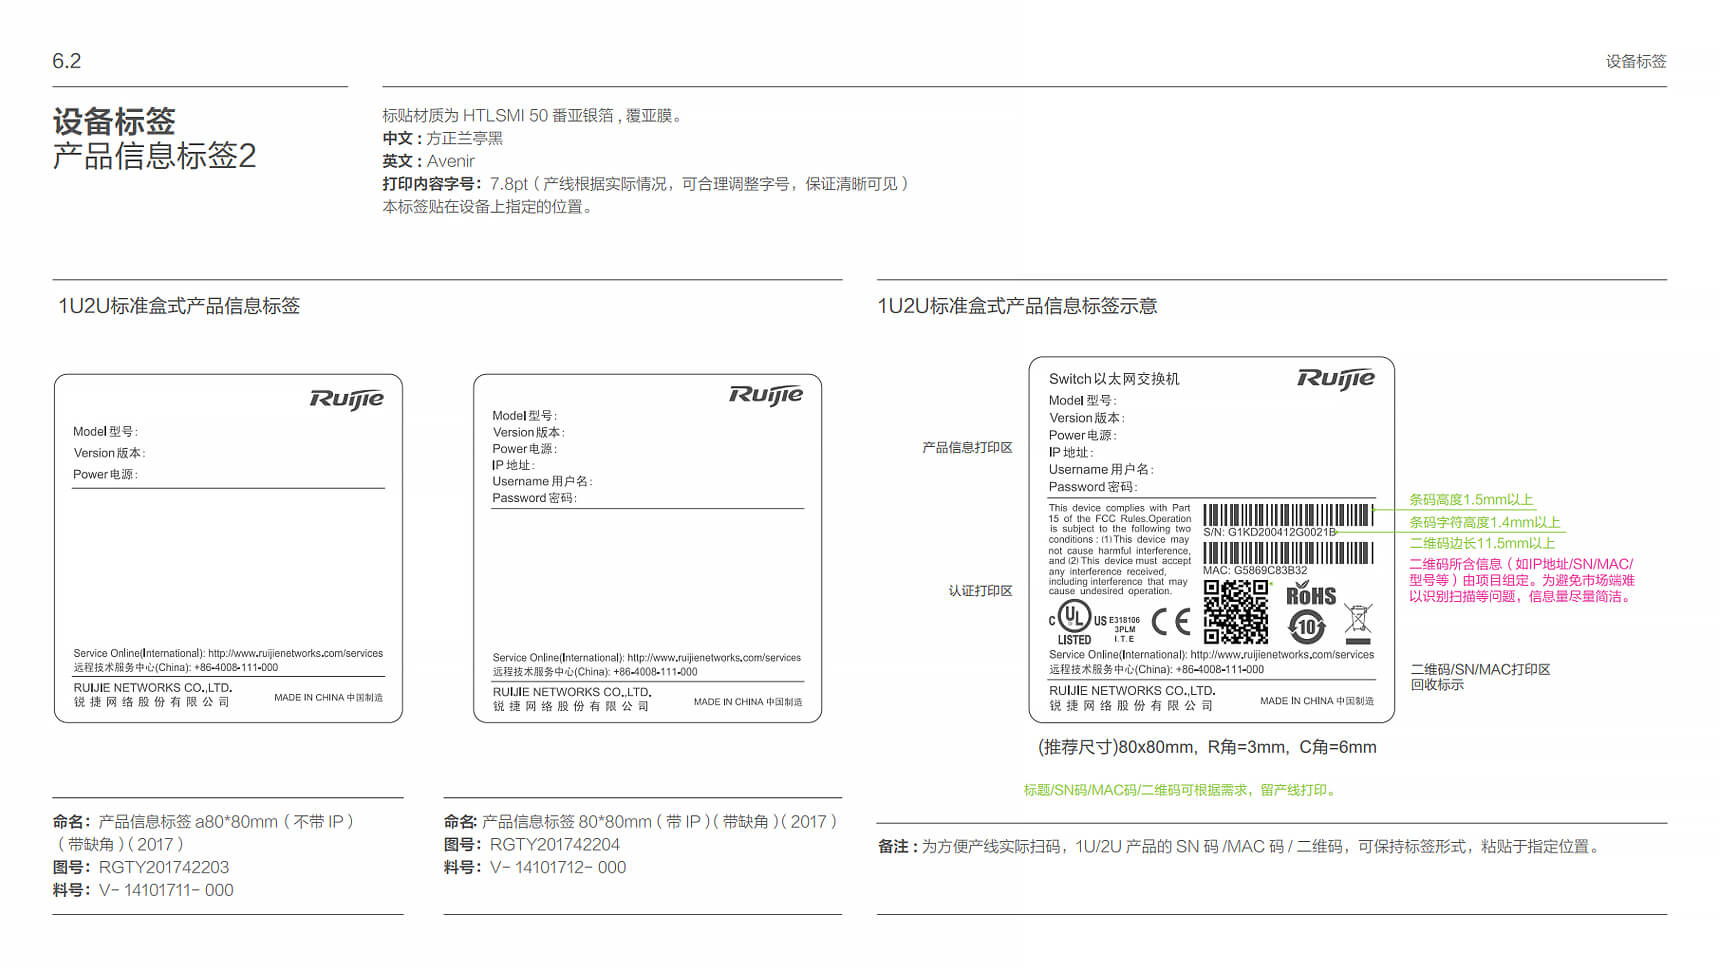 6.2
设备标签
设备标签
产品信息标签2
标贴材质为 HTLSMI 50 番亚银箔 , 覆亚膜。
中文 : 方正兰亭黑
英文 : Avenir
打印内容字号： 7.8pt（产线根据实际情况，可合理调整字号，保证清晰可见）
本标签贴在设备上指定的位置。
1U2U标准盒式产品信息标签
Ruijie
Model 型号:
Version 版本:
Power 电源:
Service Online(International): http://www.ruijienetworks.com/services
远程技术服务中心(China): +86-4008-111-000
RUIJIE NETWORKS CO.,LTD.
锐捷网络股份有限公司
MADE IN CHINA 中国制造
Ruijie
Model 型号:
Version 版本:
Power 电源:
IP 地址:
Username 用户名:
Password 密码:
Service Online(International): http://www.ruijienetworks.com/services
远程技术服务中心(China): +86-4008-111-000
RUIJIE NETWORKS CO.,LTD.
锐捷网络股份有限公司
MADE IN CHINA 中国制造
命名： 产品信息标签 a80*80mm（不带 IP）
（带缺角）（2017）
图号： RGTY201742203
料号： V- 14101711- 000
命名: 产品信息标签 80*80mm（带 IP）（带缺角）（2017）
图号： RGTY201742204
料号： V- 14101712- 000
1U2U标准盒式产品信息标签示意
产品信息打印区
认证打印区
Switch以太网交换机
Ruijie
Model 型号:
Version 版本:
Power 电源:
IP 地址:
Username 用户名:
Password 密码:
This device complies with Part
15 of the FCC Rules.Operation
is subject to the following two
conditions : (1)This device may
not cause harmful interference,
and (2) This device must accept
any interference received,
including interference that may
cause undesired operation.
S/N: G1KD200412G0021B
MAC: G5869C83B32
C UL US
LISTED
E318106
3PLM
I.T.E
CE
RoHS
10
Service Online(International): http://www.ruijienetworks.com/services
远程技术服务中心(China): +86-4008-111-000
RUIJIE NETWORKS CO.,LTD.
锐捷网络股份有限公司
MADE IN CHINA 中国制造
条码高度1.5mm以上
条码字符高度1.4mm以上
二维码边长11.5mm以上
二维码所含信息（如IP地址/SN/MAC/
型号等）由项目组定。为避免市场端难
以识别扫描等问题，信息量尽量简洁。
二维码/SN/MAC打印区
回收标示
(推荐尺寸)80x80mm, R角=3mm, C角=6mm
标题/SN码/MAC码/二维码可根据需求，留产线打印。
备注 : 为方便产线实际扫码，1U/2U 产品的 SN 码 /MAC 码 / 二维码，可保持标签形式，粘贴于指定位置。